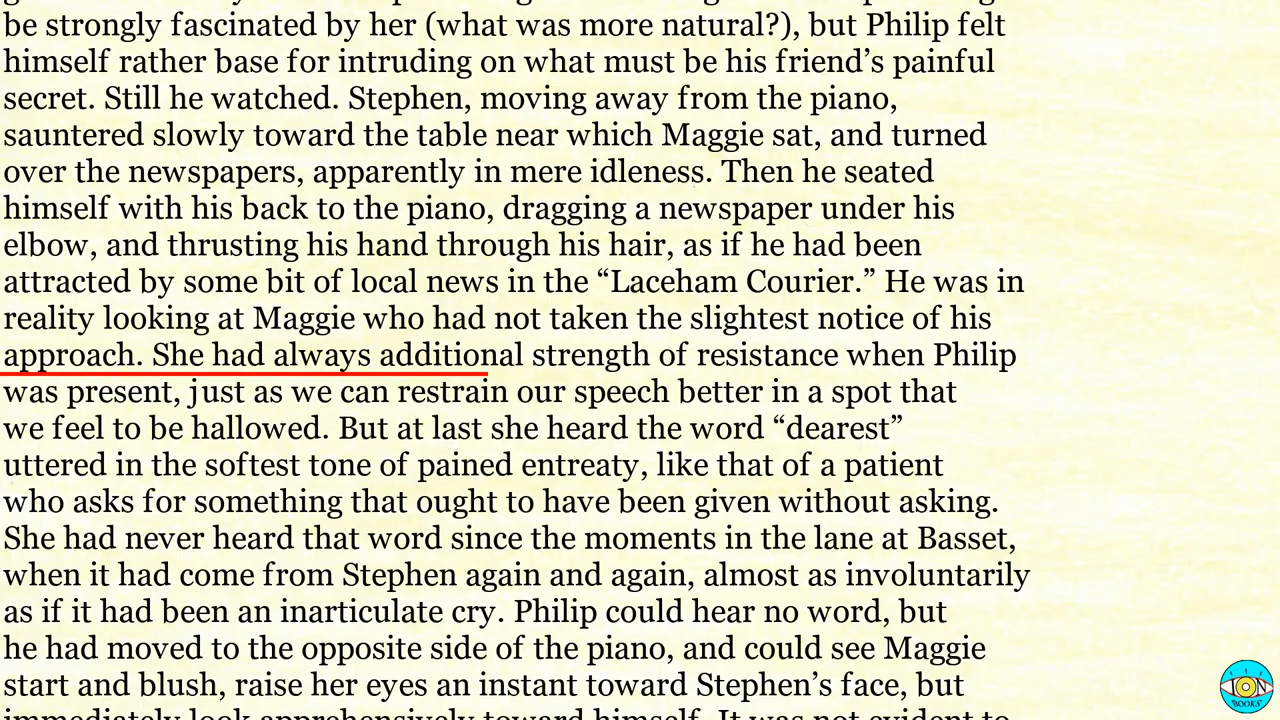 be strongly fascinated by her (what was more natural?), but Philip felt
himself rather base for intruding on what must be his friend’s painful
secret. Still he watched. Stephen, moving away from the piano,
sauntered slowly toward the table near which Maggie sat, and turned
over the newspapers, apparently in mere idleness. Then he seated
himself with his back to the piano, dragging a newspaper under his
elbow, and thrusting his hand through his hair, as if he had been
attracted by some bit of local news in the “Laceham Courier.” He was in
reality looking at Maggie who had not taken the slightest notice of his
approach. She had always additional strength of resistance when Philip
was present, just as we can restrain our speech better in a spot that
we feel to be hallowed. But at last she heard the word “dearest”
uttered in the softest tone of pained entreaty, like that of a patient
who asks for something that ought to have been given without asking.
She had never heard that word since the moments in the lane at Basset,
when it had come from Stephen again and again, almost as involuntarily
as if it had been an inarticulate cry. Philip could hear no word, but
he had moved to the opposite side of the piano, and could see Maggie
start and blush, raise her eyes an instant toward Stephen’s face, but
immediately look apprehensively toward himself. It was not evident to
ION
BOOKS